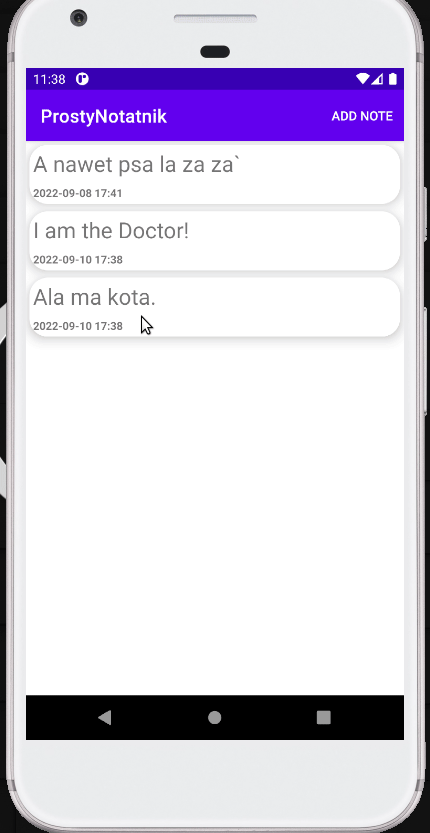 11:38
ProstyNotatnik ADD NOTE
A nawet psa la za za`
2022-09-08 17:41
I am the Doctor!
2022-09-10 17:38
Ala ma kota.
2022-09-10 17:38